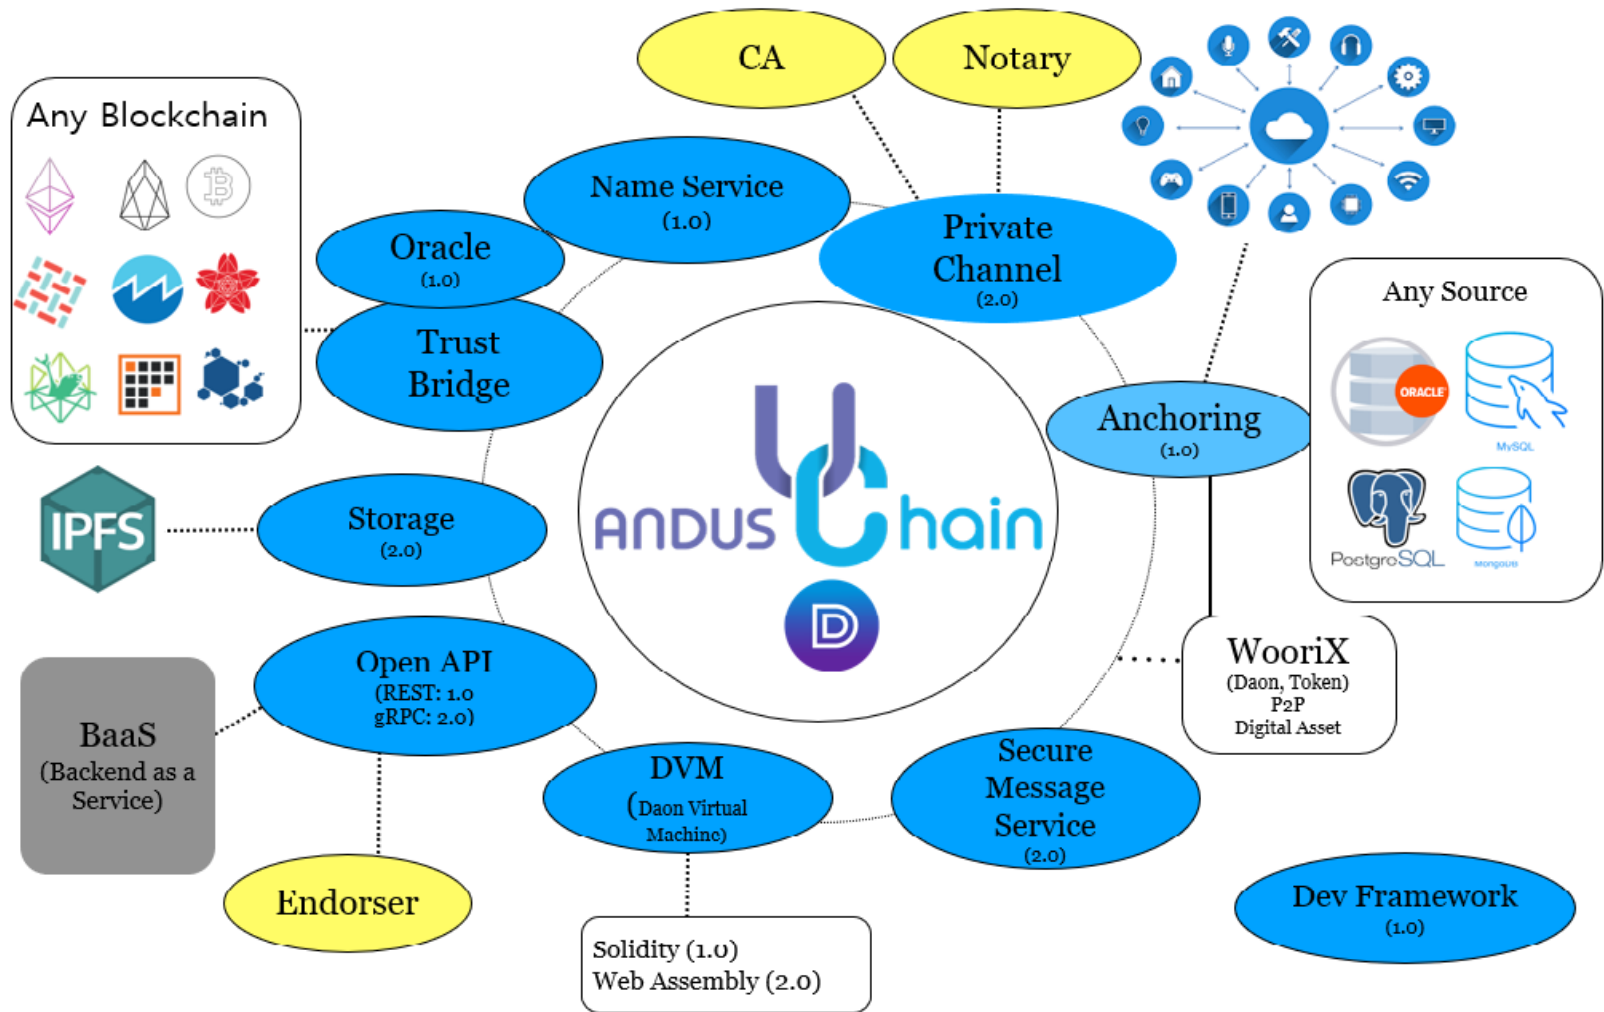 CA
Notary
Any Blockchain
Name Service
(1.0)
Private
Channel
(2.0)
Oracle
(1.0)
Trust
Bridge
Any Source
ORACLE
MySQL
PostgreSQL
MongoDB
Anchoring
(1.0)
ANDUS Chain
D
IPFS
Storage
(2.0)
Open API
(REST: 1.0
gRPC: 2.0)
BaaS
(Backend as a
Service)
WooriX
(Daon, Token)
P2P
Digital Asset
DVM
(Daon Virtual
Machine)
Secure
Message
Service
(2.0)
Endorser
Dev Framework
(1.0)
Solidity (1.0)
Web Assembly (2.0)